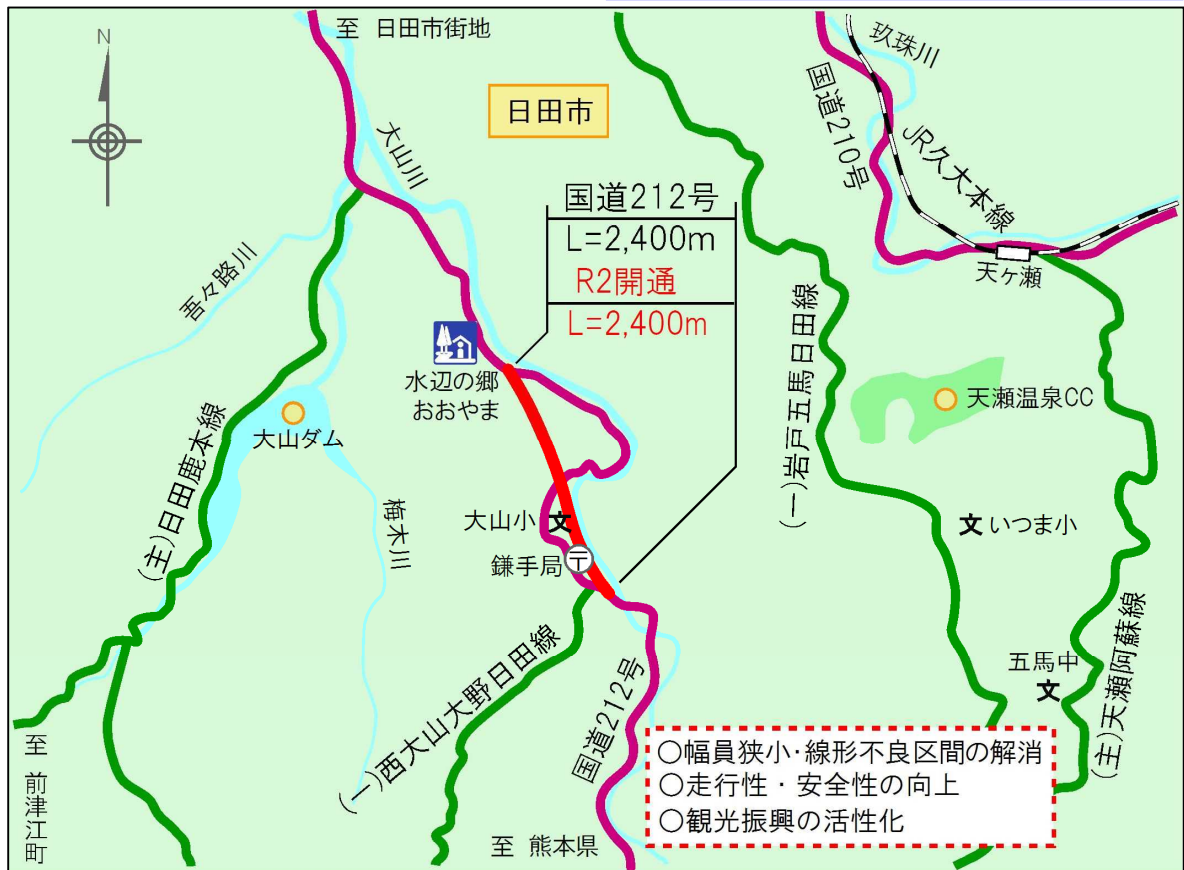 N
至 日田市街地
日田市
玖珠川
国道210号
JR久大本線
大山川
国道212号
L=2,400m
R2開通
L=2,400m
天ヶ瀬
吾々路川
水辺の郷
おおやま
(一)岩戸五馬日田線
天瀬温泉CC
大山ダム
(主)日田鹿本線
梅木川
大山小
文
文
いつま小
鎌手局
〒
(一)西大山大野日田線
国道212号
五馬中
文
(主)天瀬阿蘇線
至 前津江町
○幅員狭小・線形不良区間の解消
○走行性・安全性の向上
○観光振興の活性化
至 熊本県